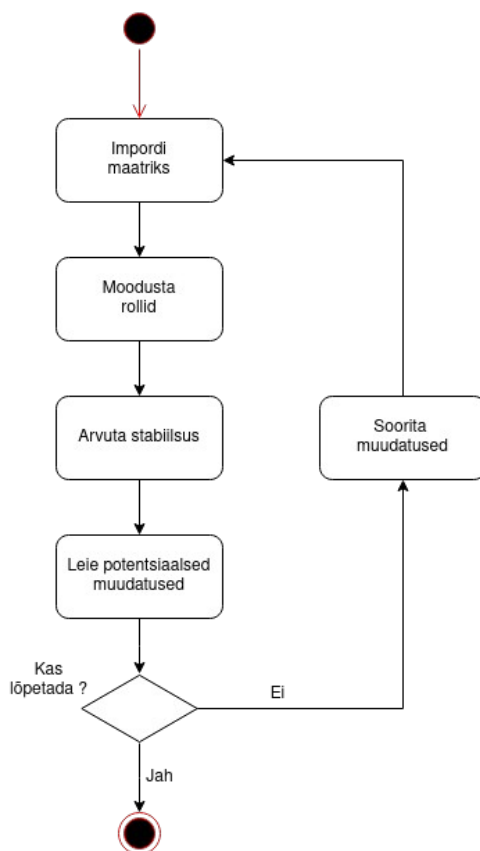 Impordi
maatriks
Moodusta
rollid
Arvuta stabiilsus
Soorita
muudatused
Leie potentsiaalsed
muudatused
Kas
lõpetada ?
Ei
Jah